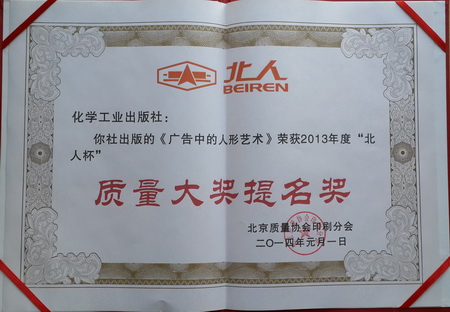 北人
BEIREN
化学工业出版社：
你社出版的《广告中的人形艺术》荣获2013年度“北
人杯”
质量大奖提名奖
北京质量协会印刷分会
二〇一四年元月一日